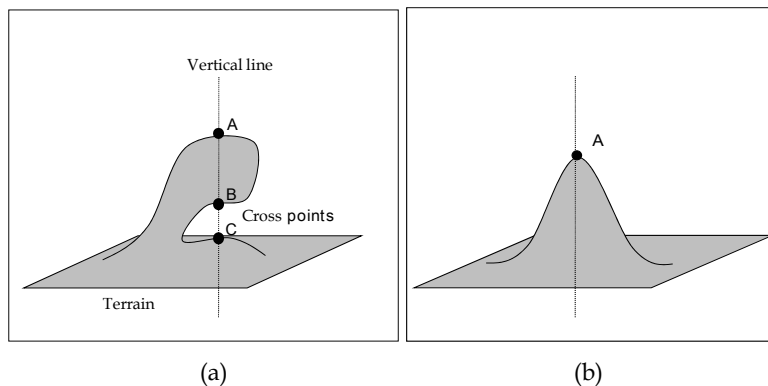 Vertical line
A
B
Cross points
C
Terrain
(a)
A
(b)